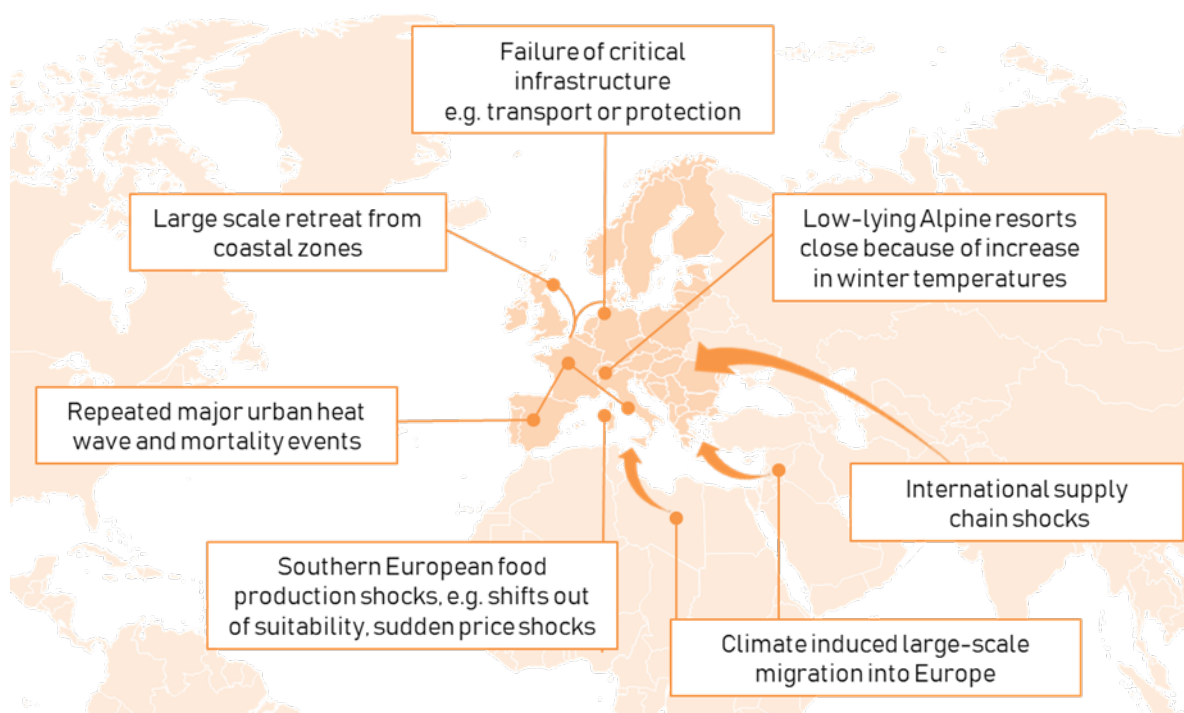 Failure of critical
infrastructure
e.g. transport or protection
Large scale retreat from
coastal zones
Low-lying Alpine resorts
close because of increase
in winter temperatures
Repeated major urban heat
wave and mortality events
International supply
chain shocks
Southern European food
production shocks, e.g. shifts out
of suitability, sudden price shocks
Climate induced large-scale
migration into Europe